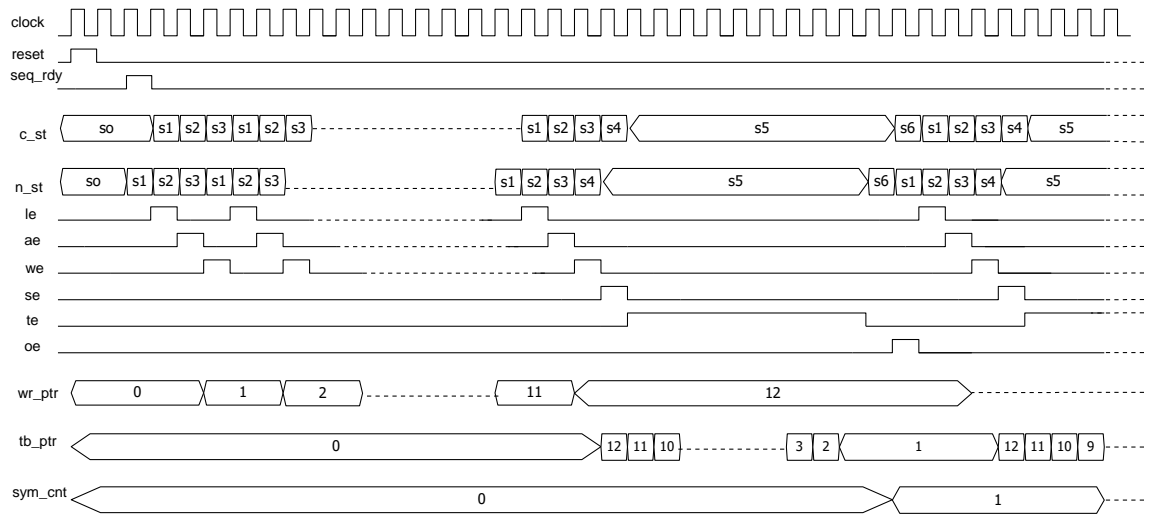 clock
reset
seq_rdy
c_st so s1 s2 s3 s1 s2 s3 s1 s2 s3 s4 s5 s6 s1 s2 s3 s4 s5
n_st so s1 s2 s3 s1 s2 s3 s1 s2 s3 s4 s5 s6 s1 s2 s3 s4 s5
le
ae
we
se
te
oe
wr_ptr 0 1 2 11 12
tb_ptr 0 12 11 10 3 2 1 12 11 10 9
sym_cnt 0 1